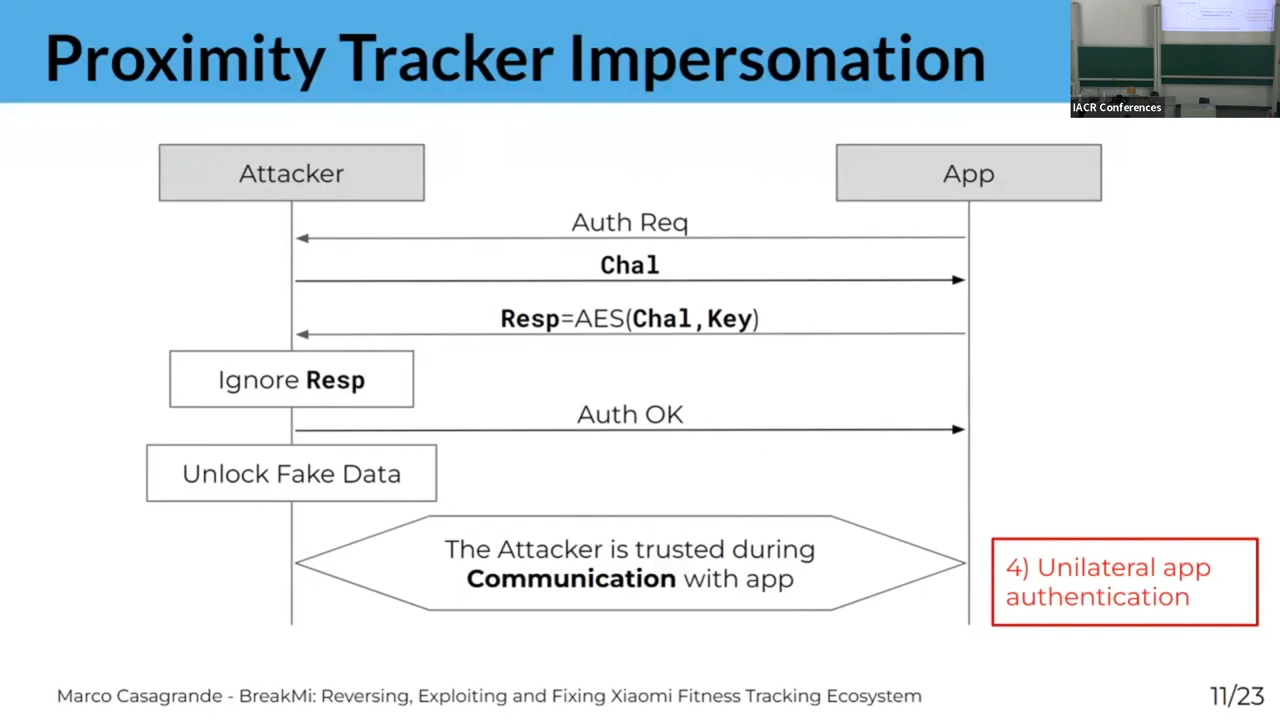 Proximity Tracker Impersonation
IACR Conferences
Attacker
App
Auth Req
Chal
Resp=AES(Chal,Key)
Ignore Resp
Auth OK
Unlock Fake Data
The Attacker is trusted during
Communication with app
4) Unilateral app
authentication
Marco Casagrande - BreakMi: Reversing, Exploiting and Fixing Xiaomi Fitness Tracking Ecosystem
11/23